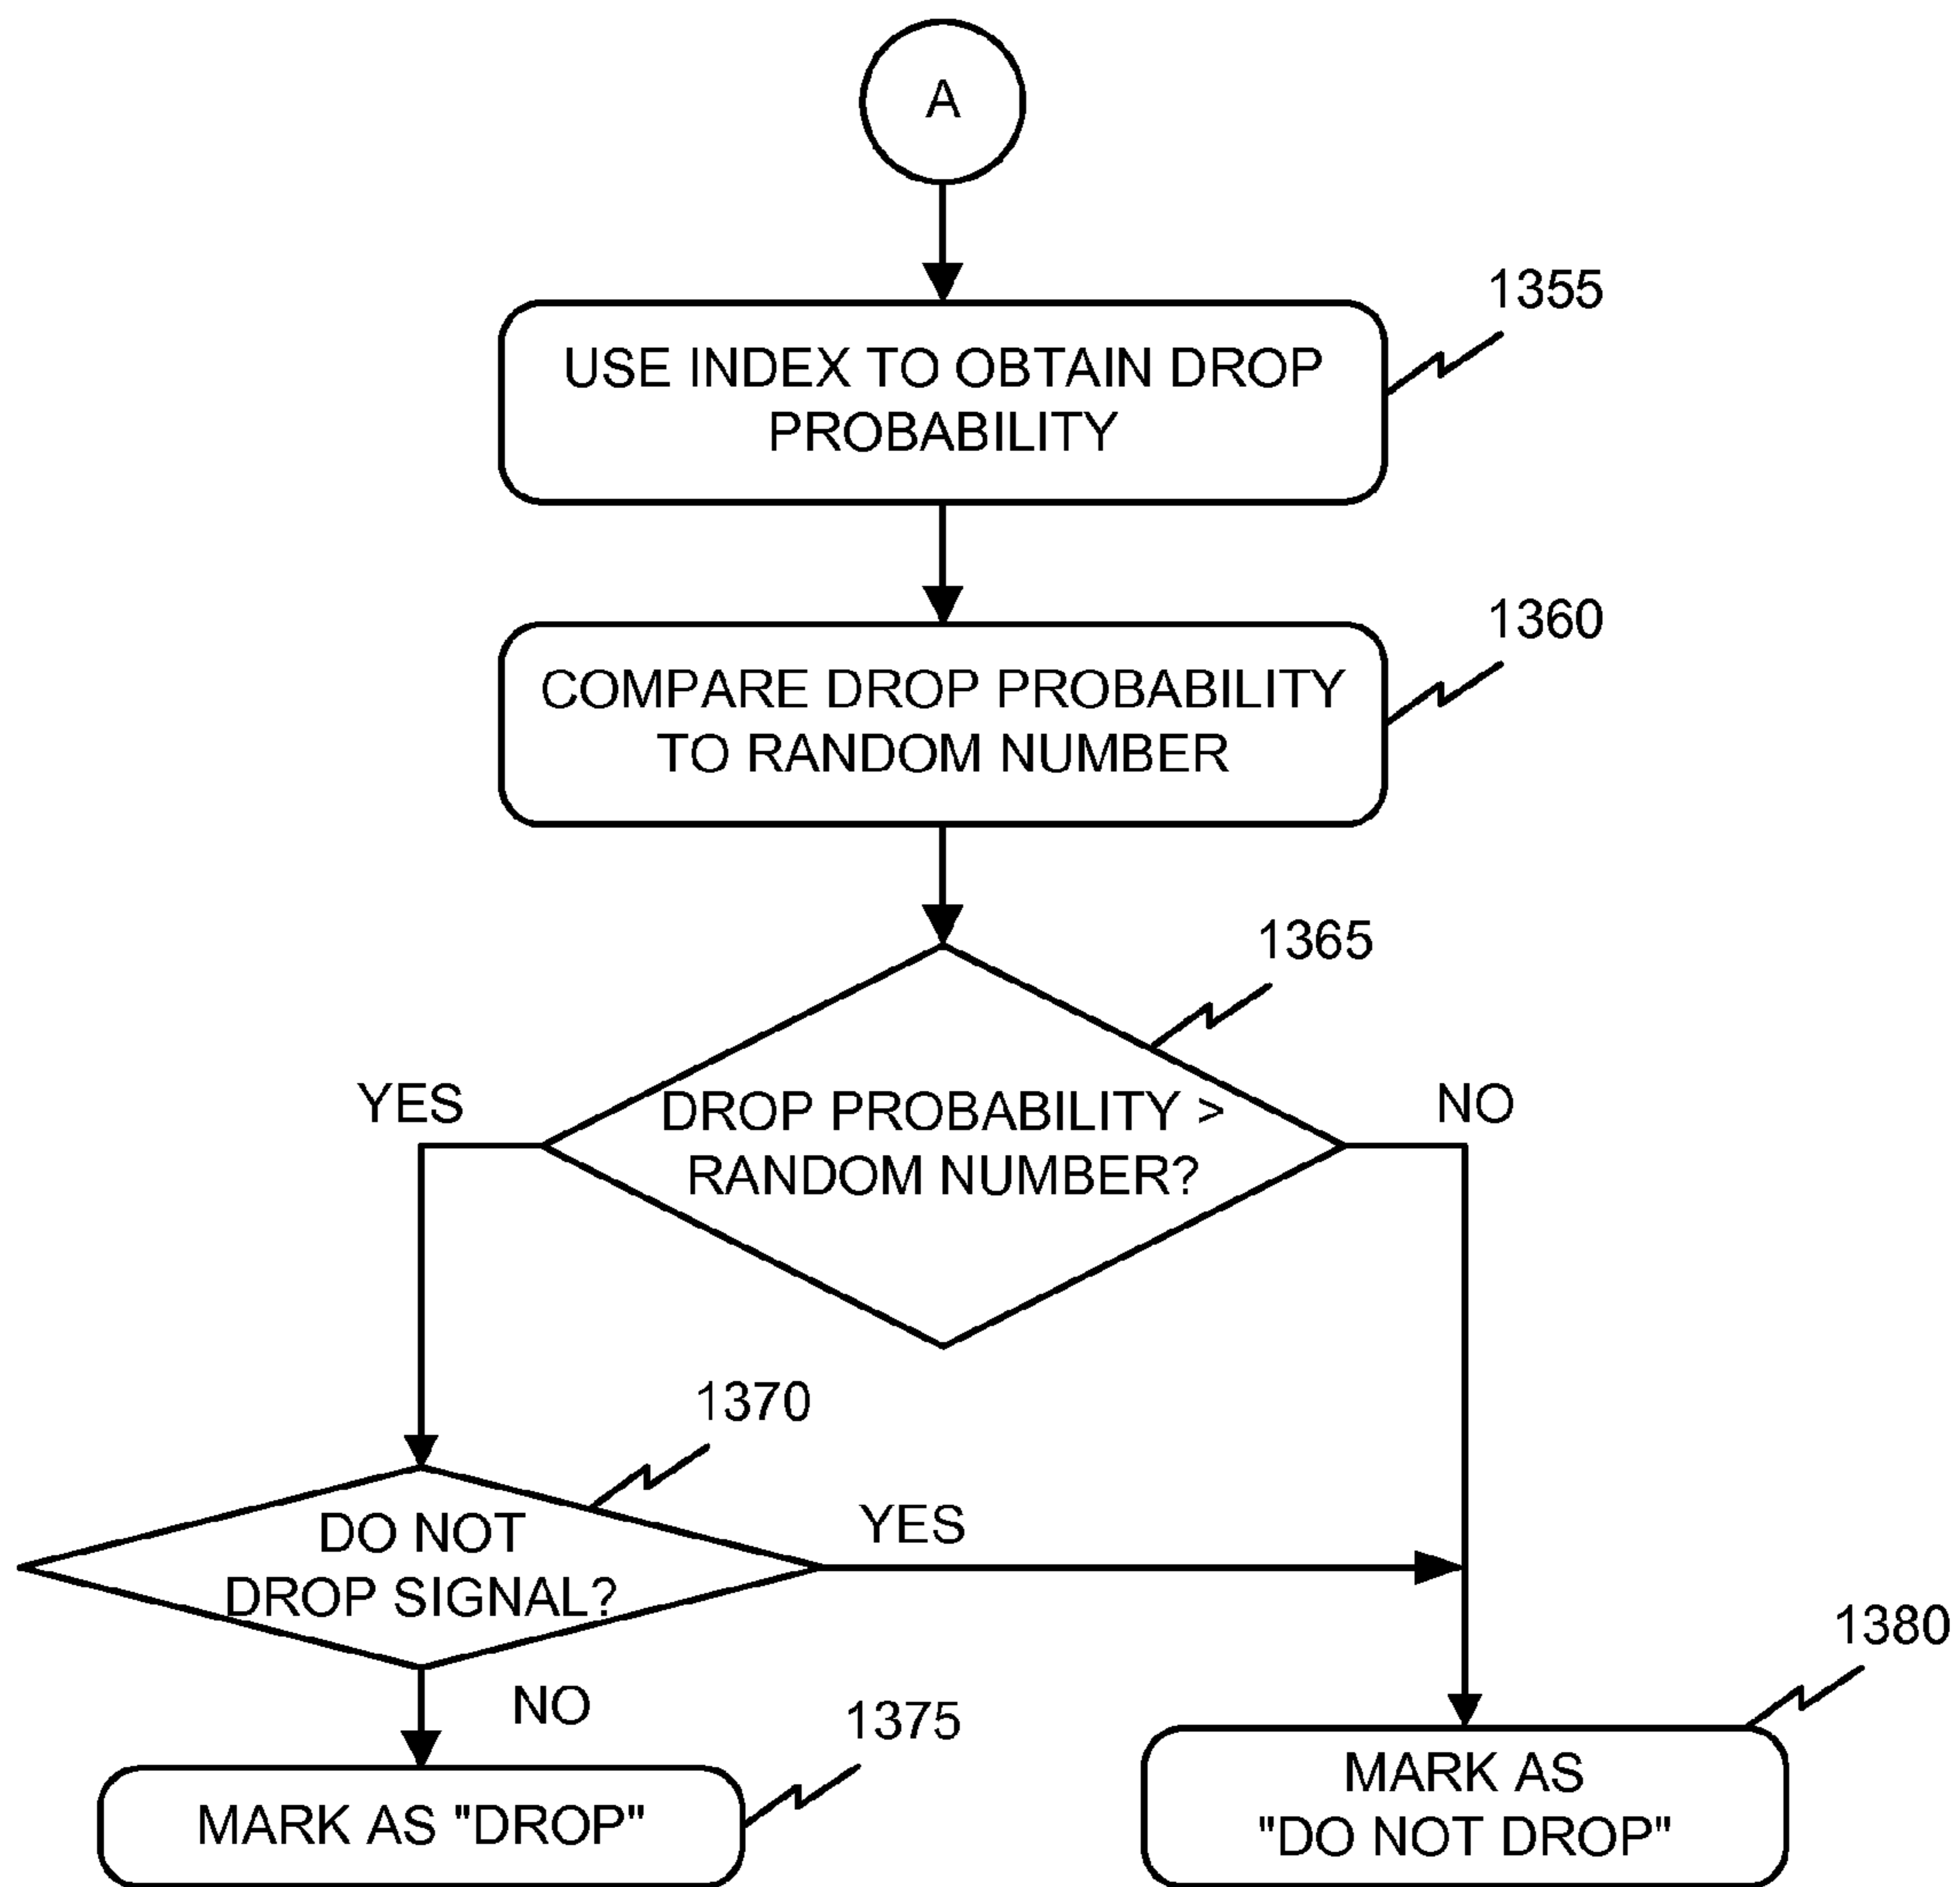 A
1355
USE INDEX TO OBTAIN DROP
PROBABILITY
1360
COMPARE DROP PROBABILITY
TO RANDOM NUMBER
1365
YES
DROP PROBABILITY >
RANDOM NUMBER?
NO
1370
DO NOT
DROP SIGNAL?
YES
1380
NO
1375
MARK AS "DROP"
MARK AS
"DO NOT DROP"